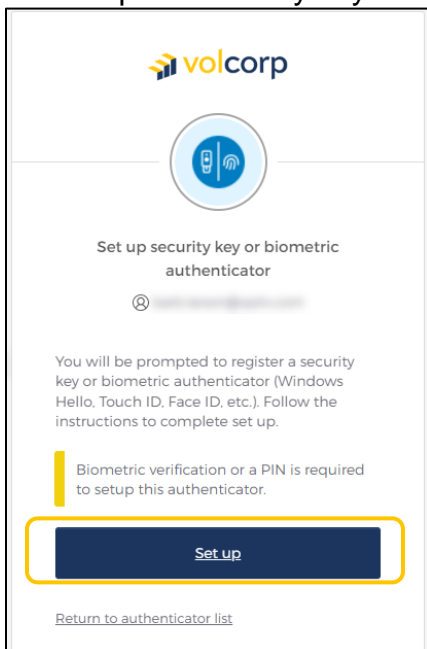 volcorp
Set up security key or biometric
authenticator
You will be prompted to register a security
key or biometric authenticator (Windows
Hello, Touch ID, Face ID, etc.). Follow the
instructions to complete set up.
Biometric verification or a PIN is required
to setup this authenticator.
Set up
Return to authenticator list